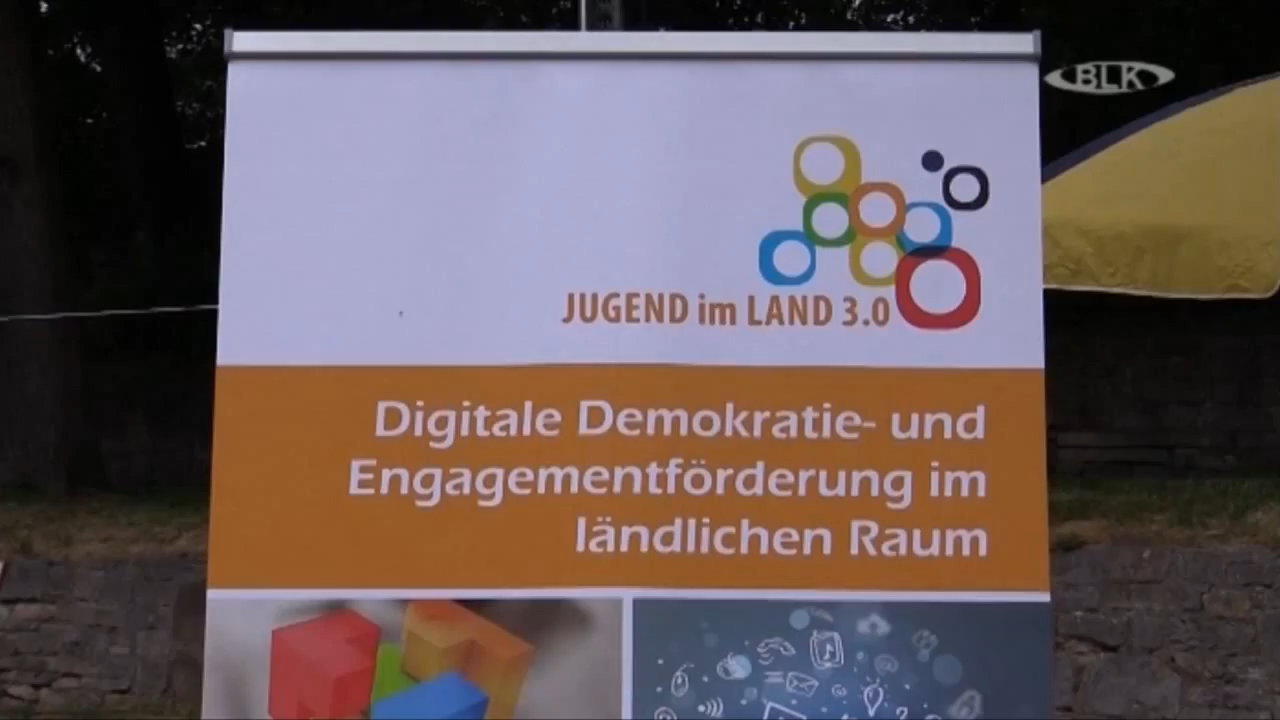 BLK
JUGEND im LAND 3.0
Digitale Demokratie- und
Engagementförderung im
ländlichen Raum